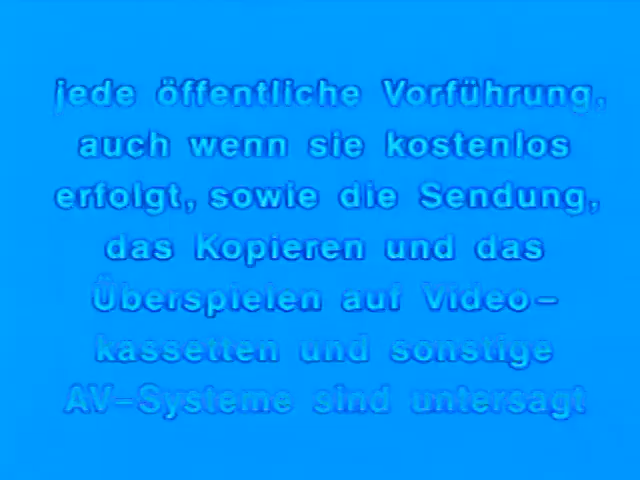 jede öffentliche Vorführung,
auch wenn sie kostenlos
erfolgt, sowie die Sendung,
das Kopieren und das
Überspielen auf Video–
kassetten und sonstige
AV–Systeme sind untersagt